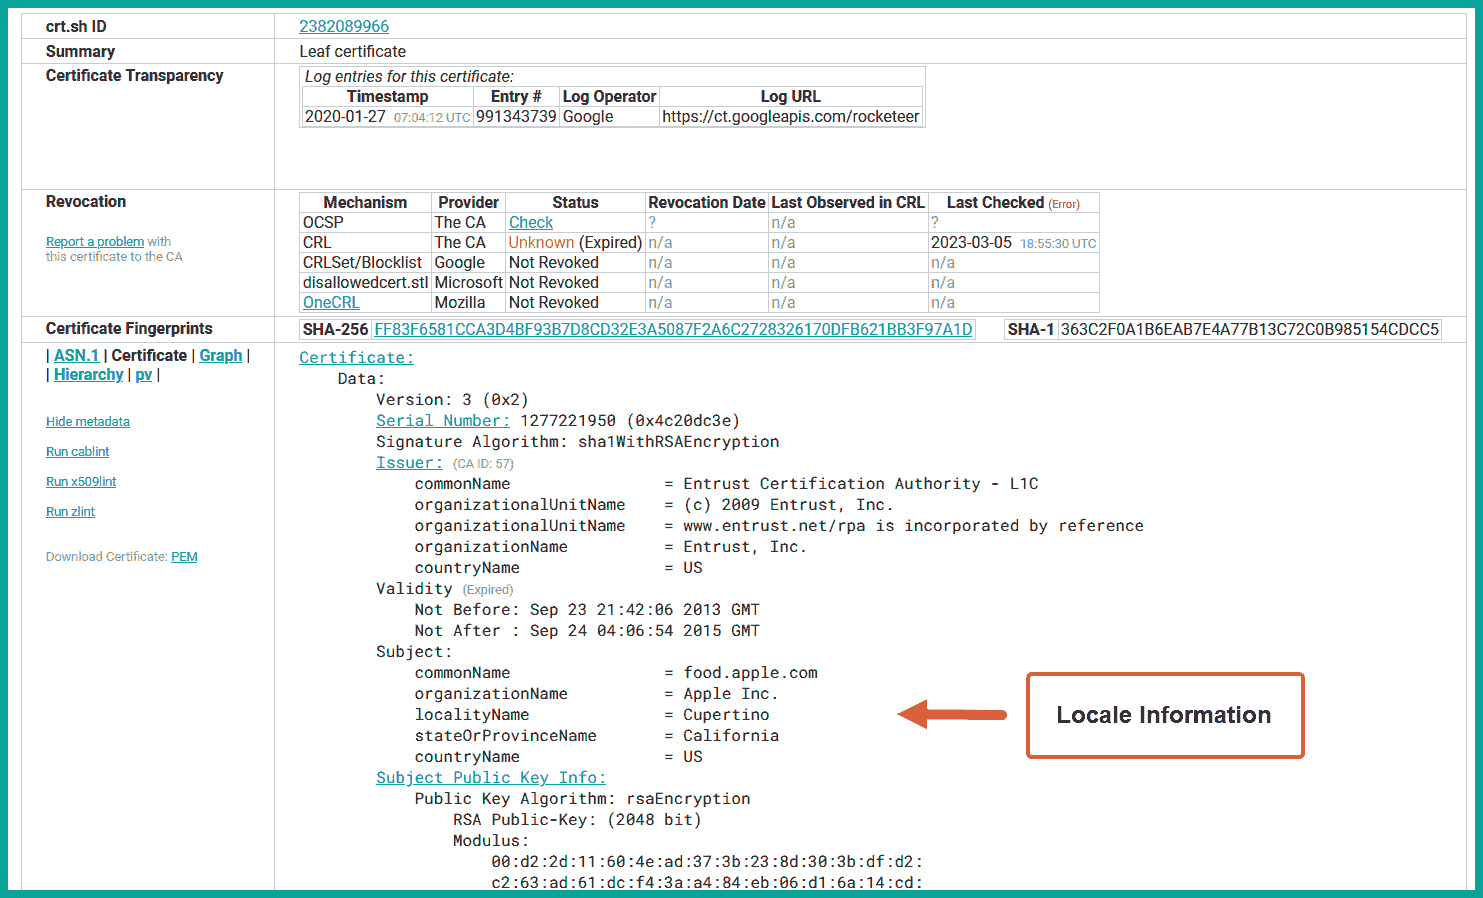 crt.sh ID 2382089966
Summary Leaf certificate
Certificate Transparency Log entries for this certificate:
Timestamp Entry # Log Operator Log URL
2020-01-27 07:04:12 UTC 991343739 Google https://ct.googleapis.com/rocketeer
Revocation Mechanism Provider Status Revocation Date Last Observed in CRL Last Checked (Error)
OCSP The CA Check ? n/a ?
Report a problem with CRL The CA Unknown (Expired) n/a n/a 2023-03-05 18:55:30 UTC
this certificate to the CA CRLSet/Blocklist Google Not Revoked n/a n/a n/a
disallowedcert.stl Microsoft Not Revoked n/a n/a n/a
OneCRL Mozilla Not Revoked n/a n/a n/a
Certificate Fingerprints SHA-256 FF83F6581CCA3D4BF93B7D8CD32E3A5087F2A6C2728326170DFB621BB3F97A1D SHA-1 363C2F0A1B6EAB7E4A77B13C72C0B985154CDCC5
| ASN.1 | Certificate | Graph |
| Hierarchy | pv |
Hide metadata
Run cablint
Run x509lint
Run zlint
Download Certificate: PEM
Certificate:
Data:
Version: 3 (0x2)
Serial Number: 1277221950 (0x4c20dc3e)
Signature Algorithm: sha1WithRSAEncryption
Issuer: (CA ID: 57)
commonName = Entrust Certification Authority - L1C
organizationalUnitName = (c) 2009 Entrust, Inc.
organizationalUnitName = www.entrust.net/rpa is incorporated by reference
organizationName = Entrust, Inc.
countryName = US
Validity (Expired)
Not Before: Sep 23 21:42:06 2013 GMT
Not After : Sep 24 04:06:54 2015 GMT
Subject:
commonName = food.apple.com
organizationName = Apple Inc.
localityName = Cupertino
stateOrProvinceName = California
countryName = US
Locale Information
Subject Public Key Info:
Public Key Algorithm: rsaEncryption
RSA Public-Key: (2048 bit)
Modulus:
00:d2:2d:11:60:4e:ad:37:3b:23:8d:30:3b:df:d2:
c2:63:ad:61:dc:f4:3a:a4:84:eb:06:d1:6a:14:cd: